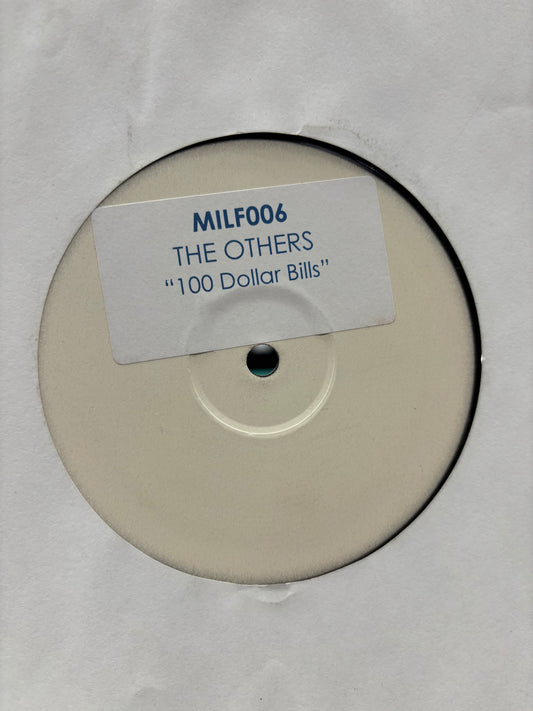 MILF006
THE OTHERS
“100 Dollar Bills”